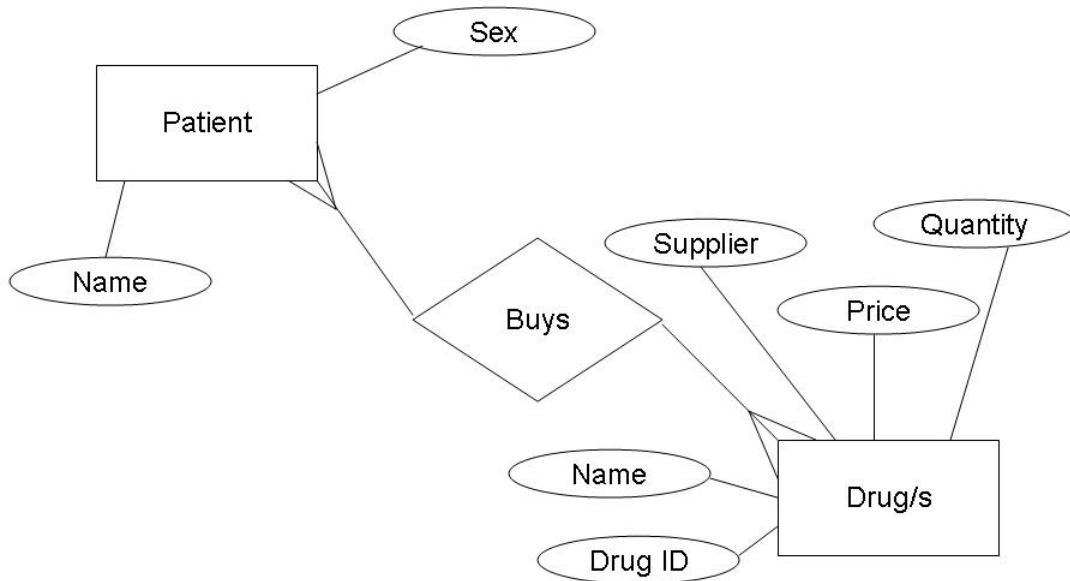 Sex
Patient
Name
Supplier
Quantity
Price
Buys
Name
Drug/s
Drug ID